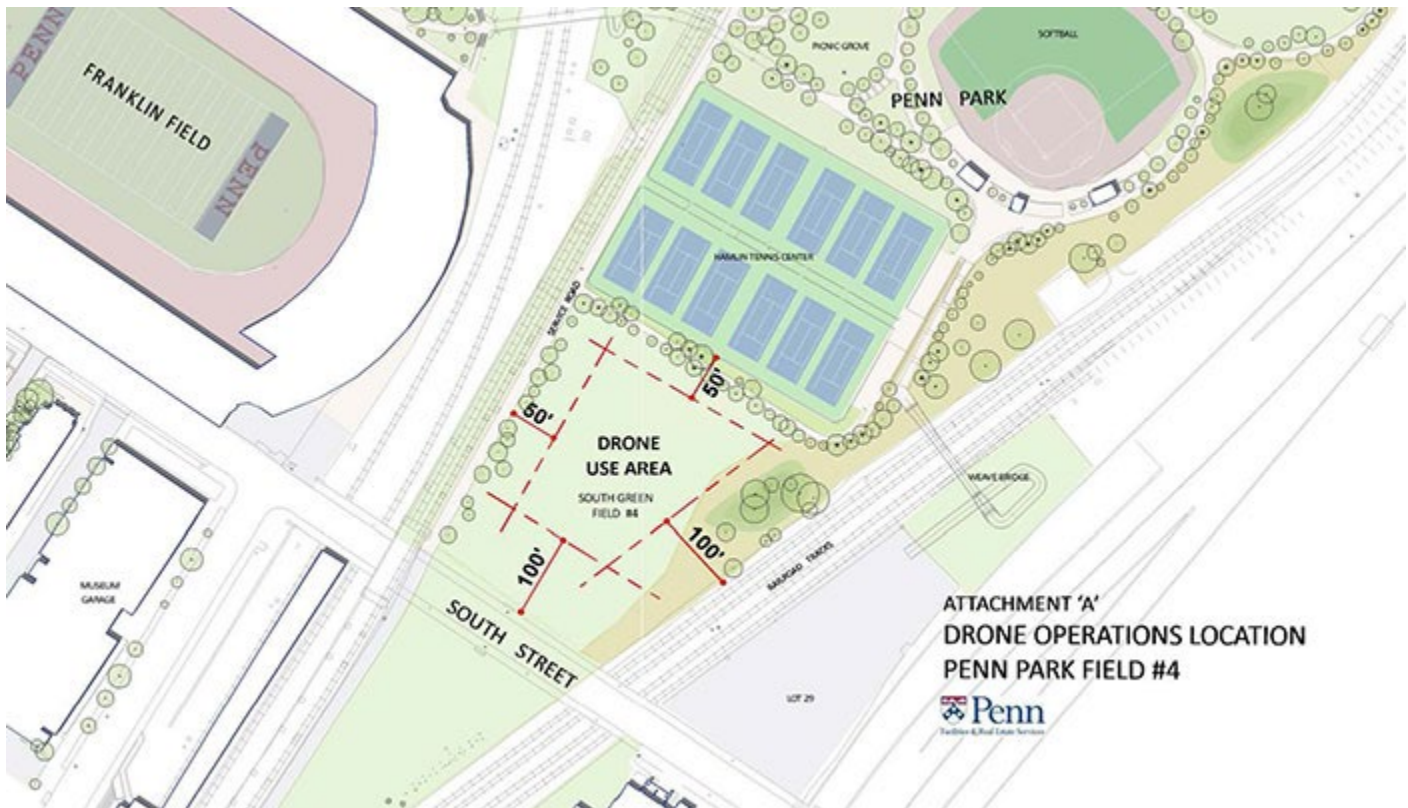 PENN
FRANKLIN FIELD
PENN
PICNIC GROVE
SOFTBALL
PENN PARK
HAMLIN TENNIS CENTER
SERVICE ROAD
50'
50'
DRONE
USE AREA
SOUTH GREEN
FIELD #4
100'
100'
WEAVE BRIDGE
RAILROAD TRACKS
MUSEUM
GARAGE
SOUTH STREET
LOT 29
ATTACHMENT 'A'
DRONE OPERATIONS LOCATION
PENN PARK FIELD #4
Penn
Facilities & Real Estate Services